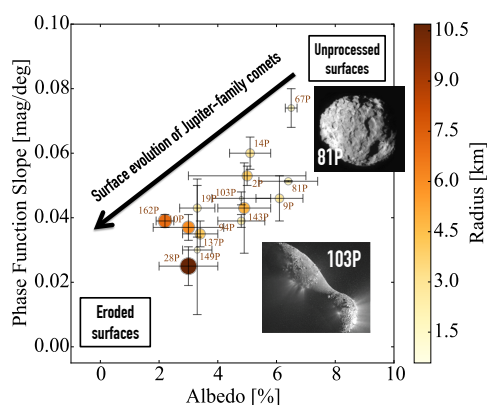 Unprocessed
surfaces
Surface evolution of Jupiter-family comets
67P
81P
14P
2P
81P
9P
103P
19P
143P
162P
94P
137P
149P
28P
103P
Eroded
surfaces
0.10
0.08
0.06
0.04
0.02
0.00
Phase Function Slope [mag/deg]
0
2
4
6
8
10
Albedo [%]
10.5
9.0
7.5
6.0
4.5
3.0
1.5
Radius [km]